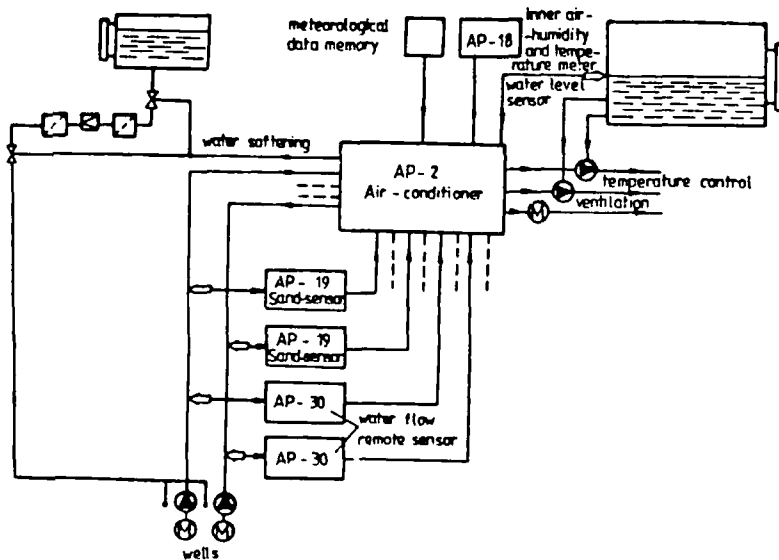 meteorological
data memory
AP-18
Inner air-
-humidity and
and tempe-
rature meter
water level
sensor
water softening
AP - 2
Air - conditioner
temperature control
ventilation
M
AP - 19
Sand-sensor
AP - 19
Sand-sensor
AP - 30
water flow
remote sensor
AP - 30
M
M
wells